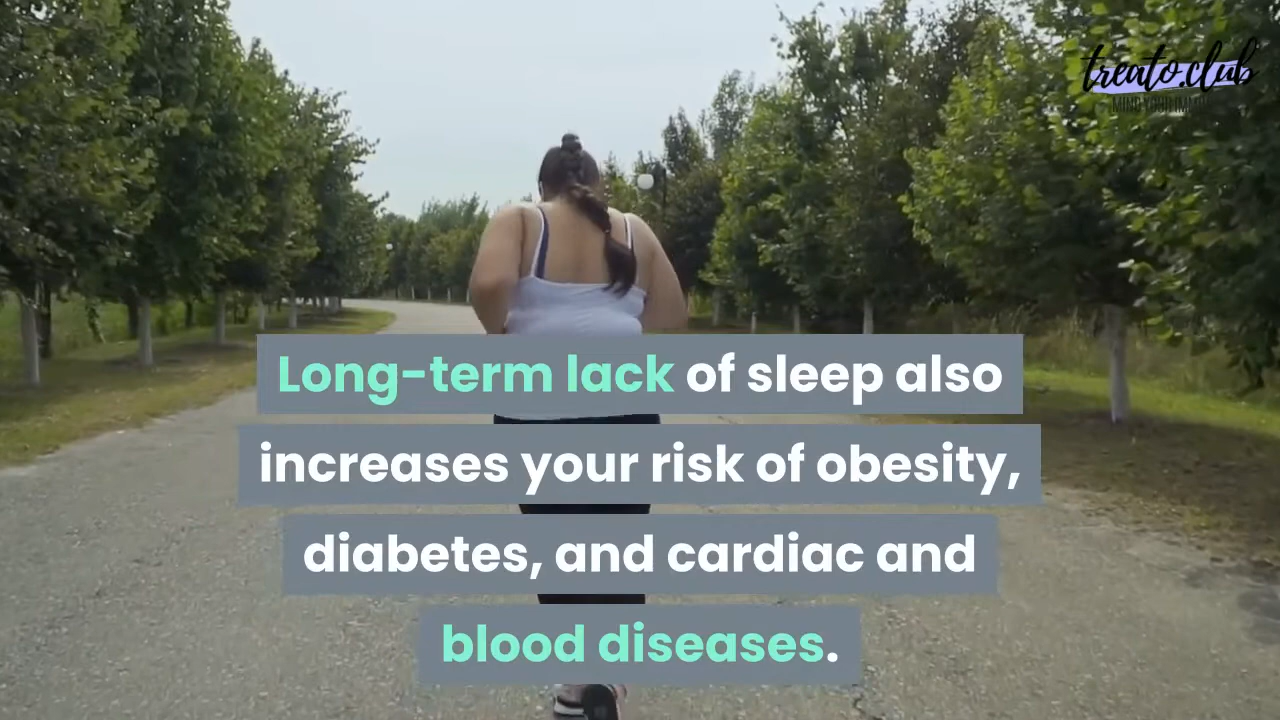 treato.club
Long-term lack of sleep also
increases your risk of obesity,
diabetes, and cardiac and
blood diseases.